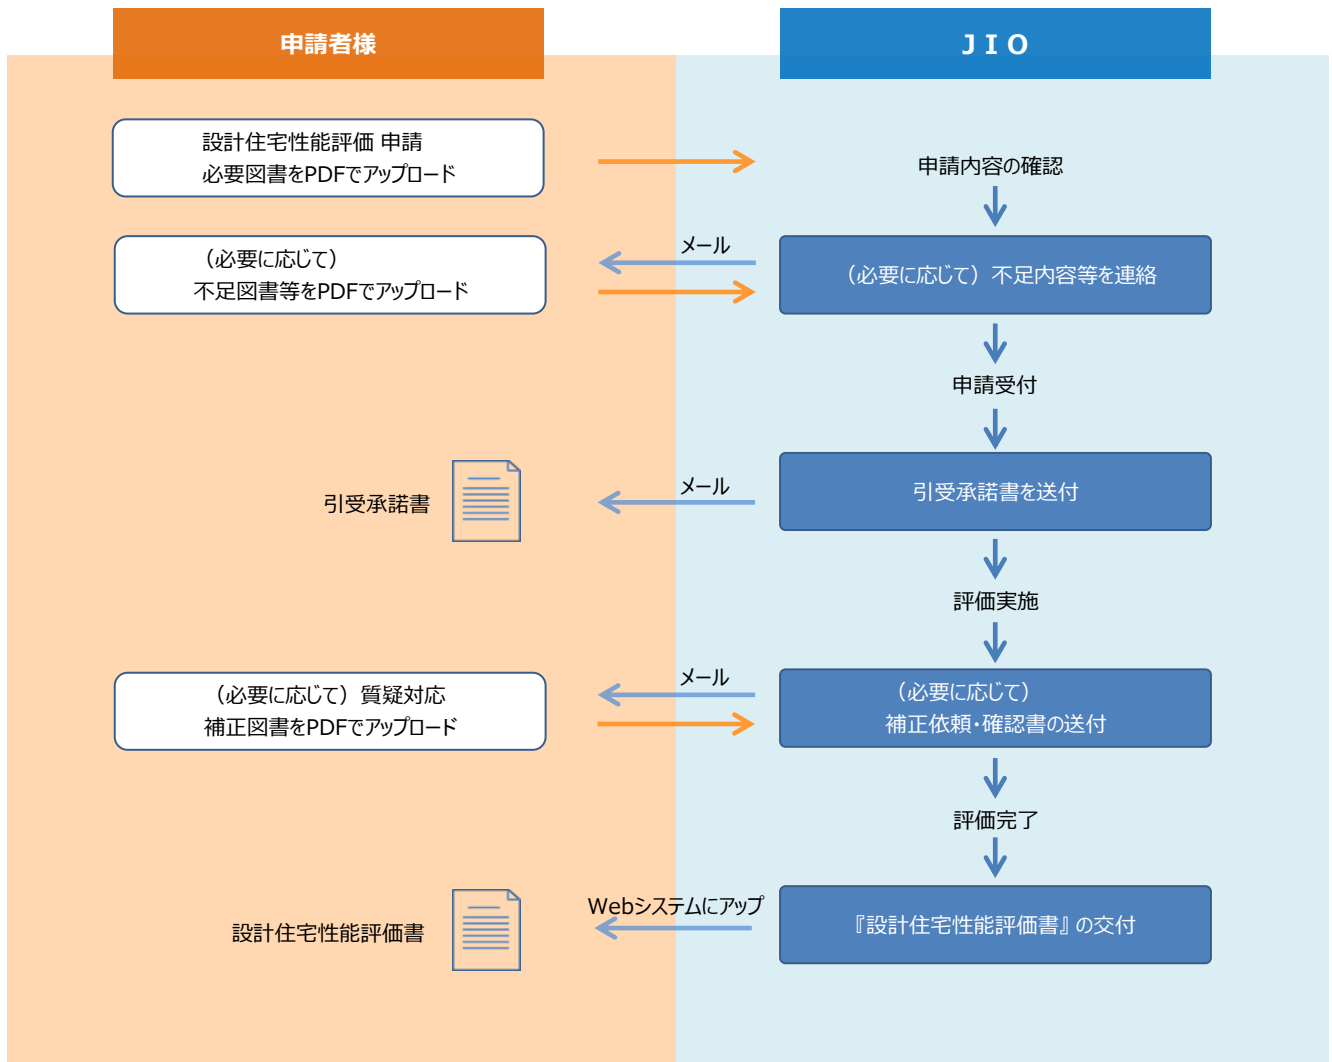 申請者様
ＪＩＯ
設計住宅性能評価 申請
必要図書をPDFでアップロード
申請内容の確認
（必要に応じて）
不足図書等をPDFでアップロード
メール
（必要に応じて）不足内容等を連絡
申請受付
引受承諾書
メール
引受承諾書を送付
評価実施
（必要に応じて）質疑対応
補正図書をPDFでアップロード
メール
（必要に応じて）
補正依頼・確認書の送付
評価完了
設計住宅性能評価書
Webシステムにアップ
『設計住宅性能評価書』の交付